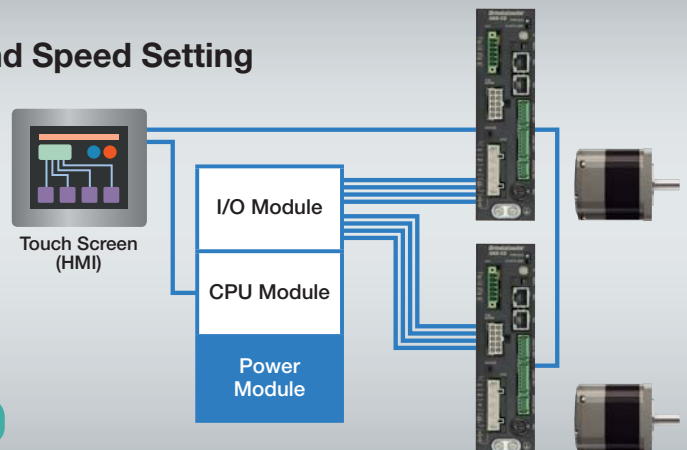 nd Speed Setting
Touch Screen
(HMI)
I/O Module
CPU Module
Power
Module